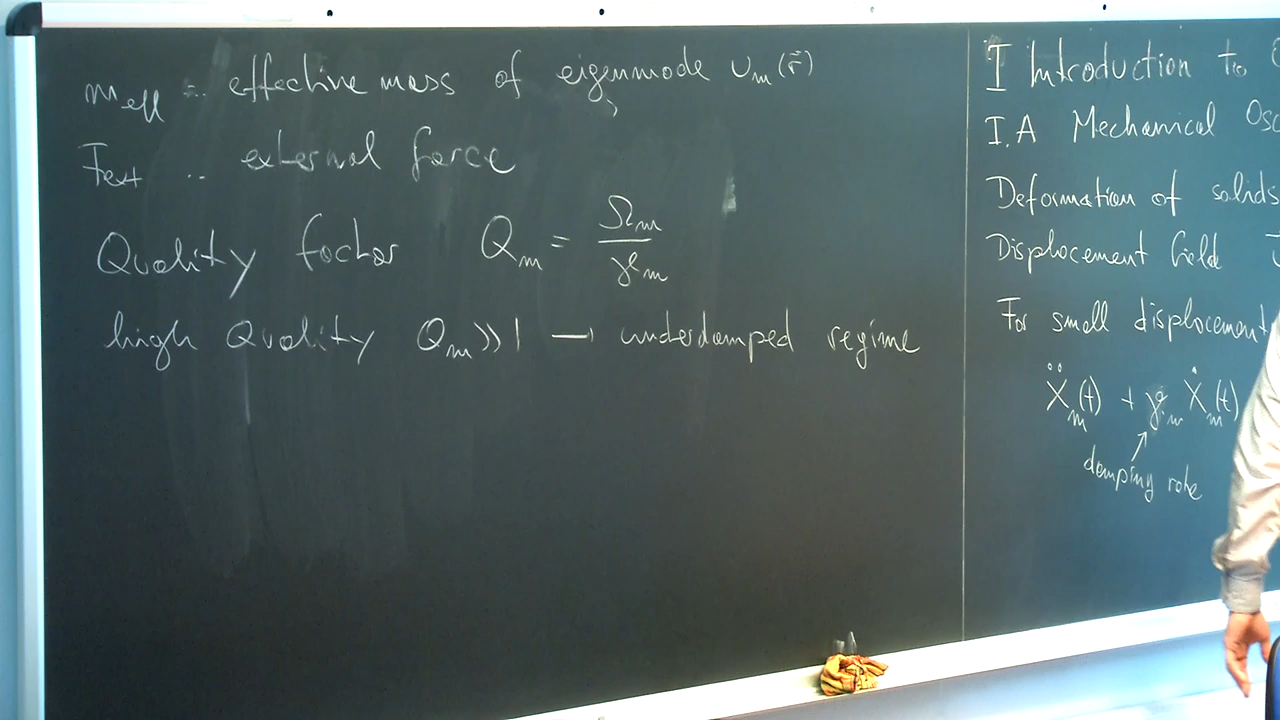 m_eff .. effective mass of eigenmode u_m(r⃗)
F_ext .. external force
Quality factor Q_m = Ω_m / γ_m
high Quality Q_m >> 1 → underdamped regime
I Introduction to
I.A Mechanical Osc
Deformation of solids
Displacement field
For small displacement
Ẍ_m(t) + γ_m Ẋ_m(t)
damping rate